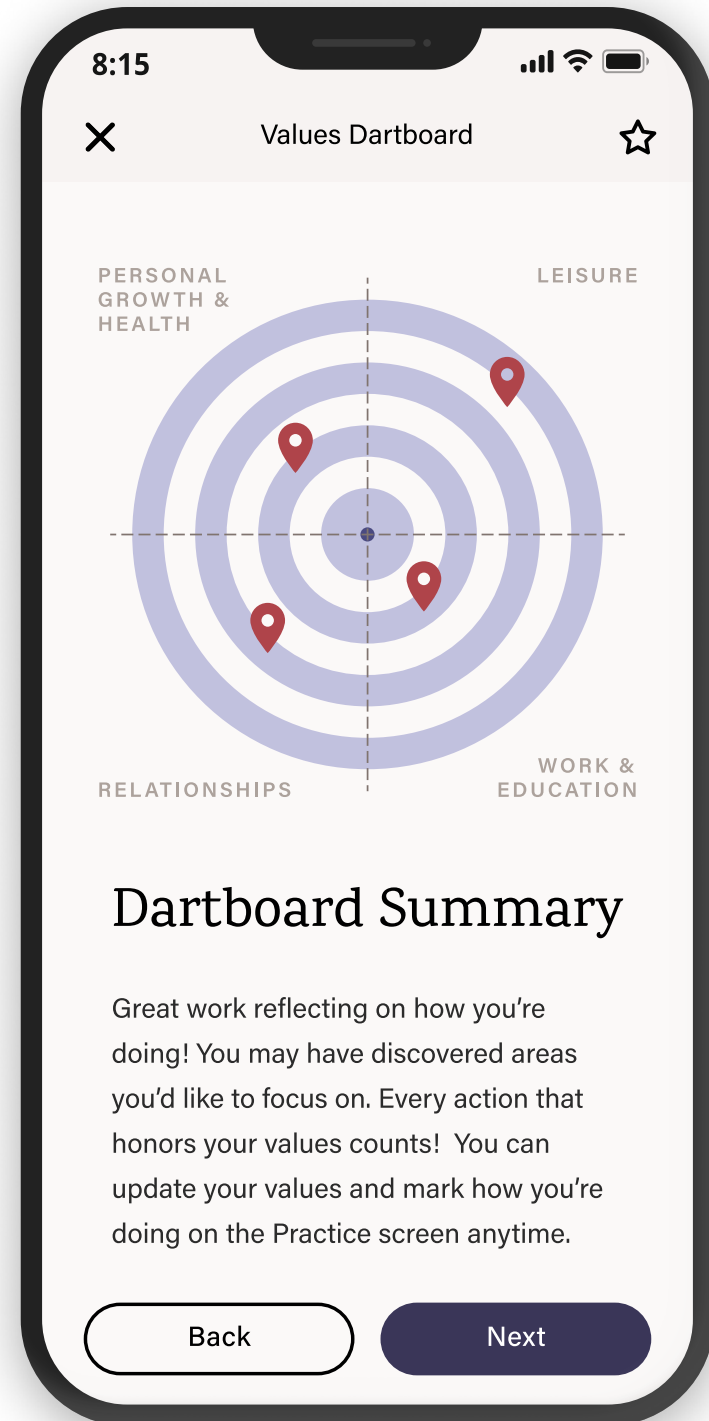 8:15
Values Dartboard
PERSONAL
GROWTH &
HEALTH
LEISURE
RELATIONSHIPS
WORK &
EDUCATION
Dartboard Summary
Great work reflecting on how you’re
doing! You may have discovered areas
you’d like to focus on. Every action that
honors your values counts!  You can
update your values and mark how you’re
doing on the Practice screen anytime.
Back
Next